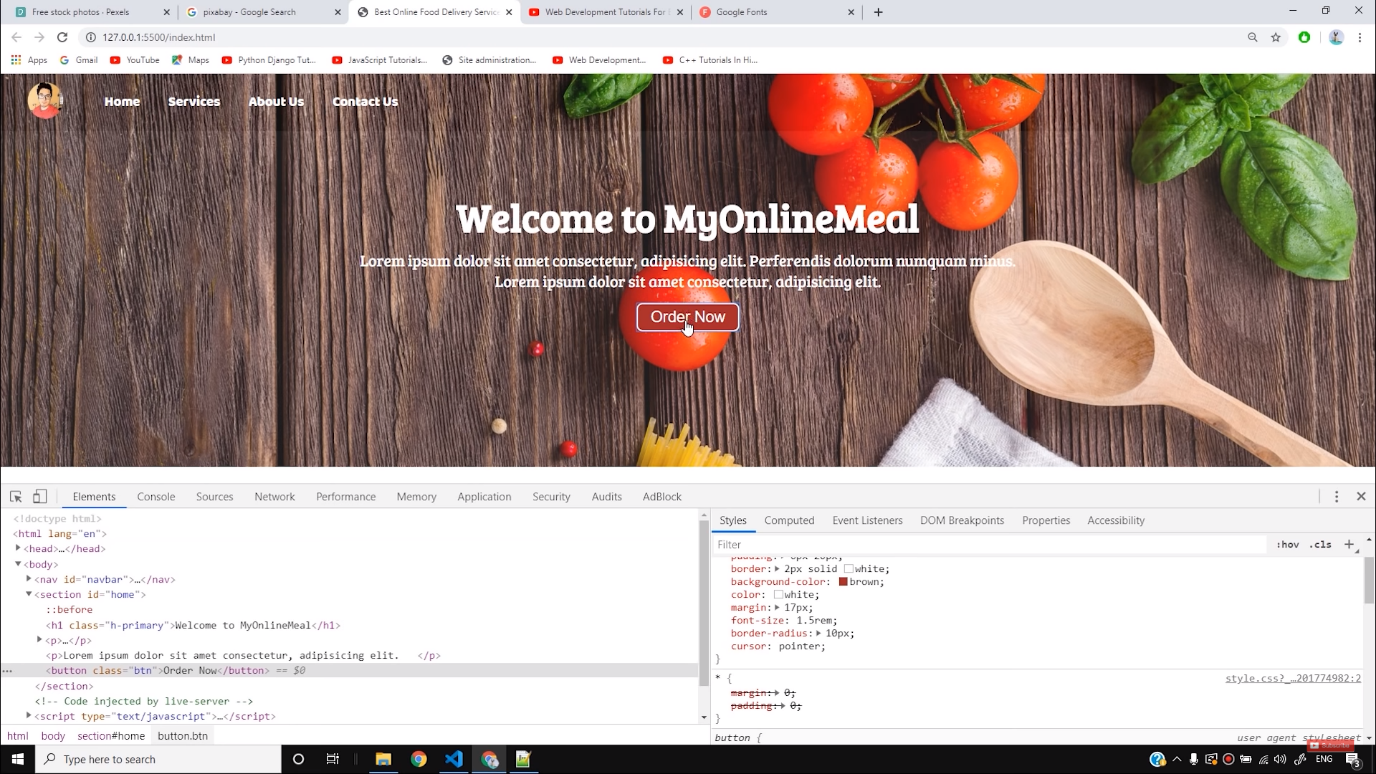 Free stock photos · Pexels
pixabay - Google Search
Best Online Food Delivery Service
Web Development Tutorials For
Google Fonts
127.0.0.1:5500/index.html
Apps
Gmail
YouTube
Maps
Python Django Tut...
JavaScript Tutorials...
Site administration...
Web Development...
C++ Tutorials In Hi...
Home
Services
About Us
Contact Us
Welcome to MyOnlineMeal
Lorem ipsum dolor sit amet consectetur, adipisicing elit. Perferendis dolorum numquam minus.
Lorem ipsum dolor sit amet consectetur, adipisicing elit.
Order Now
Elements
Console
Sources
Network
Performance
Memory
Application
Security
Audits
AdBlock
<!doctype html>
<html lang="en">
<head>…</head>
<body>
<nav id="navbar">…</nav>
<section id="home">
::before
<h1 class="h-primary">Welcome to MyOnlineMeal</h1>
<p>…</p>
<p>Lorem ipsum dolor sit amet consectetur, adipisicing elit. </p>
<button class="btn">Order Now</button> == $0
</section>
<!-- Code injected by live-server -->
<script type="text/javascript">…</script>
html
body
section#home
button.btn
Styles
Computed
Event Listeners
DOM Breakpoints
Properties
Accessibility
Filter
:hov
.cls
border: 2px solid white;
background-color: brown;
color: white;
margin: 17px;
font-size: 1.5rem;
border-radius: 10px;
cursor: pointer;
}
* {
style.css?_…201774982:2
margin: 0;
padding: 0;
}
button {
user agent stylesheet
Type here to search
ENG
3